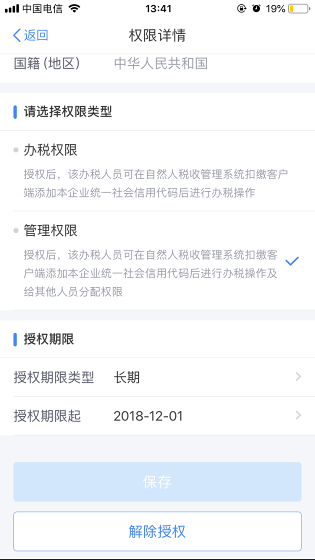 中国电信 13:41 19%
返回 权限详情
国籍(地区) 中华人民共和国
请选择权限类型
办税权限
授权后，该办税人员可在自然人税收管理系统扣缴客户
端添加本企业统一社会信用代码后进行办税操作
管理权限
授权后，该办税人员可在自然人税收管理系统扣缴客
户端添加本企业统一社会信用代码后进行办税操作及
给其他人员分配权限
授权期限
授权期限类型 长期
授权期限起 2018-12-01
保存
解除授权